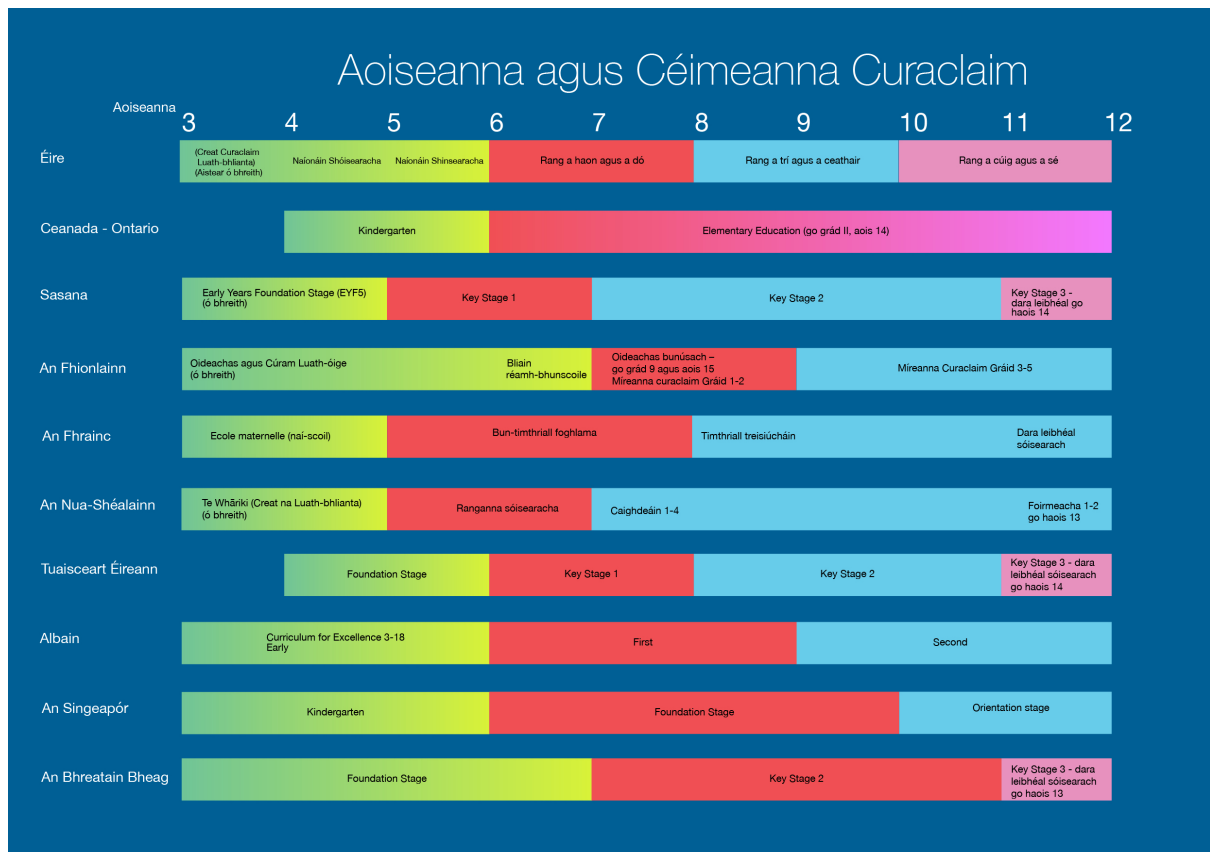 Aoiseanna agus Céimeanna Curaclaim
Aoiseanna
3 4 5 6 7 8 9 10 11 12
Éire
(Creat Curaclaim
Luath-bhlianta)
(Aistear ó bhreith)
Naíonáin Shóisearacha
Naíonáin Shinsearacha
Rang a haon agus a dó
Rang a trí agus a ceathair
Rang a cúig agus a sé
Ceanada - Ontario
Kindergarten
Elementary Education (go grád II, aois 14)
Sasana
Early Years Foundation Stage (EYF5)
(ó bhreith)
Key Stage 1
Key Stage 2
Key Stage 3 -
dara leibhéal go
haois 14
An Fhionlainn
Oideachas agus Cúram Luath-óige
(ó bhreith)
Bliain
réamh-bhunscoile
Oideachas bunúsach –
go grád 9 agus aois 15
Míreanna curaclaim Gráid 1-2
Míreanna Curaclaim Gráid 3-5
An Fhrainc
Ecole maternelle (naí-scoil)
Bun-timthriall foghlama
Timthriall treisiúcháin
Dara leibhéal
sóisearach
An Nua-Shéalainn
Te Whāriki (Creat na Luath-bhlianta)
(ó bhreith)
Ranganna sóisearacha
Caighdeáin 1-4
Foirmeacha 1-2
go haois 13
Tuaisceart Éireann
Foundation Stage
Key Stage 1
Key Stage 2
Key Stage 3 - dara
leibhéal sóisearach
go haois 14
Albain
Curriculum for Excellence 3-18
Early
First
Second
An Singeapór
Kindergarten
Foundation Stage
Orientation stage
An Bhreatain Bheag
Foundation Stage
Key Stage 2
Key Stage 3 - dara
leibhéal sóisearach
go haois 13